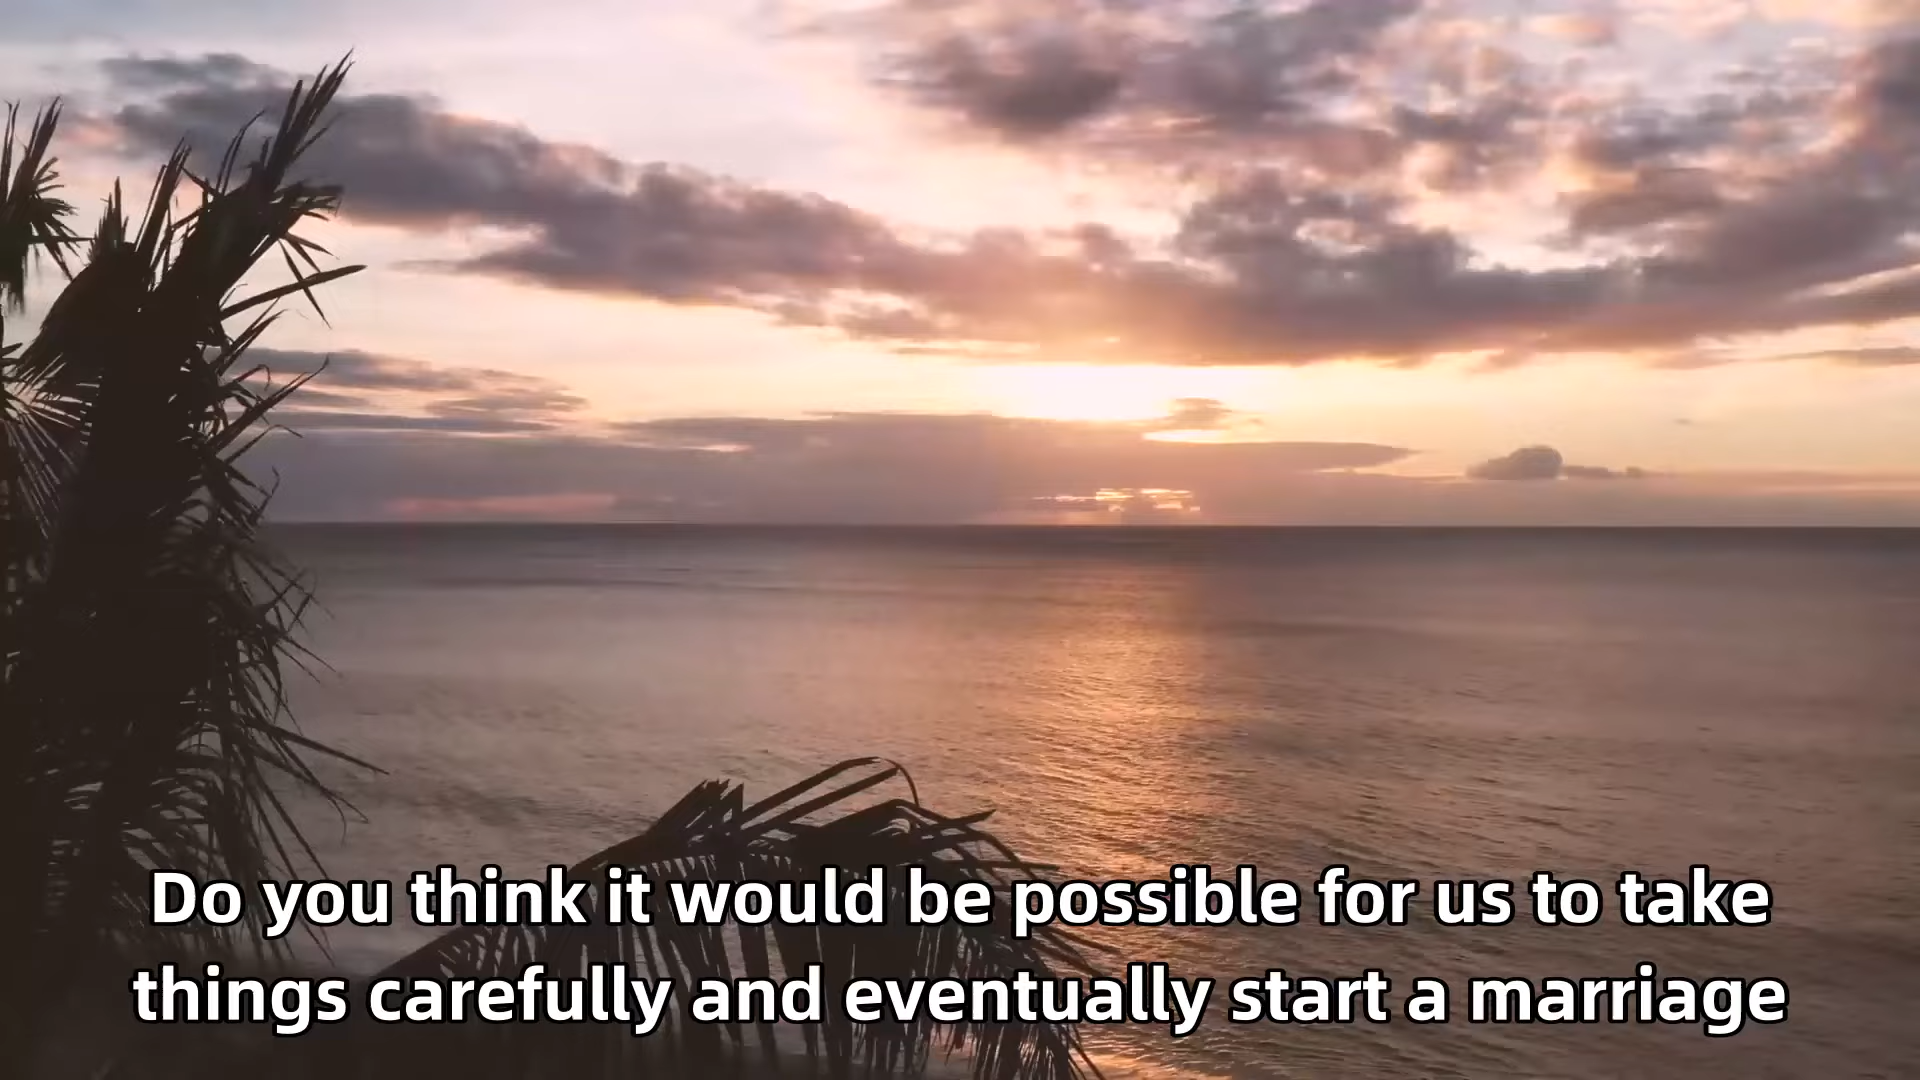 Do you think it would be possible for us to take
things carefully and eventually start a marriage